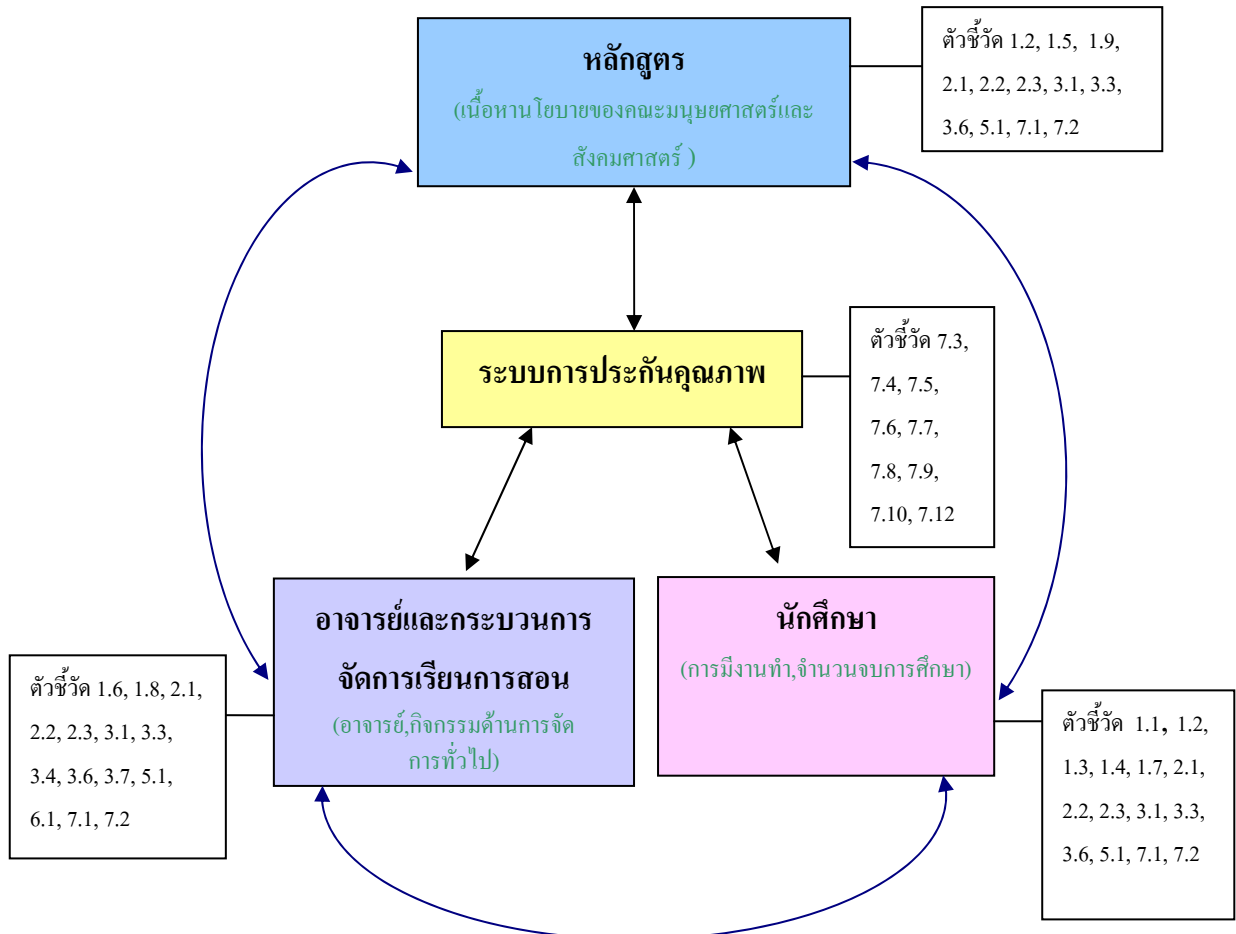 หลักสูตร
(เนื้อหานโยบายของคณะมนุษยศาสตร์และ
สังคมศาสตร์ )
ตัวชี้วัด 1.2, 1.5, 1.9,
2.1, 2.2, 2.3, 3.1, 3.3,
3.6, 5.1, 7.1, 7.2
ระบบการประกันคุณภาพ
ตัวชี้วัด 7.3,
7.4, 7.5,
7.6, 7.7,
7.8, 7.9,
7.10, 7.12
อาจารย์และกระบวนการ
จัดการเรียนการสอน
(อาจารย์,กิจกรรมด้านการจัด
การทั่วไป)
นักศึกษา
(การมีงานทำ,จำนวนจบการศึกษา)
ตัวชี้วัด 1.6, 1.8, 2.1,
2.2, 2.3, 3.1, 3.3,
3.4, 3.6, 3.7, 5.1,
6.1, 7.1, 7.2
ตัวชี้วัด 1.1, 1.2,
1.3, 1.4, 1.7, 2.1,
2.2, 2.3, 3.1, 3.3,
3.6, 5.1, 7.1, 7.2